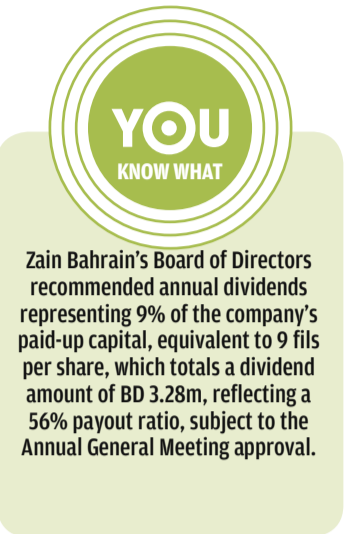 YOU
KNOW WHAT
Zain Bahrain's Board of Directors
recommended annual dividends
representing 9% of the company's
paid-up capital, equivalent to 9 fils
per share, which totals a dividend
amount of BD 3.28m, reflecting a
56% payout ratio, subject to the
Annual General Meeting approval.